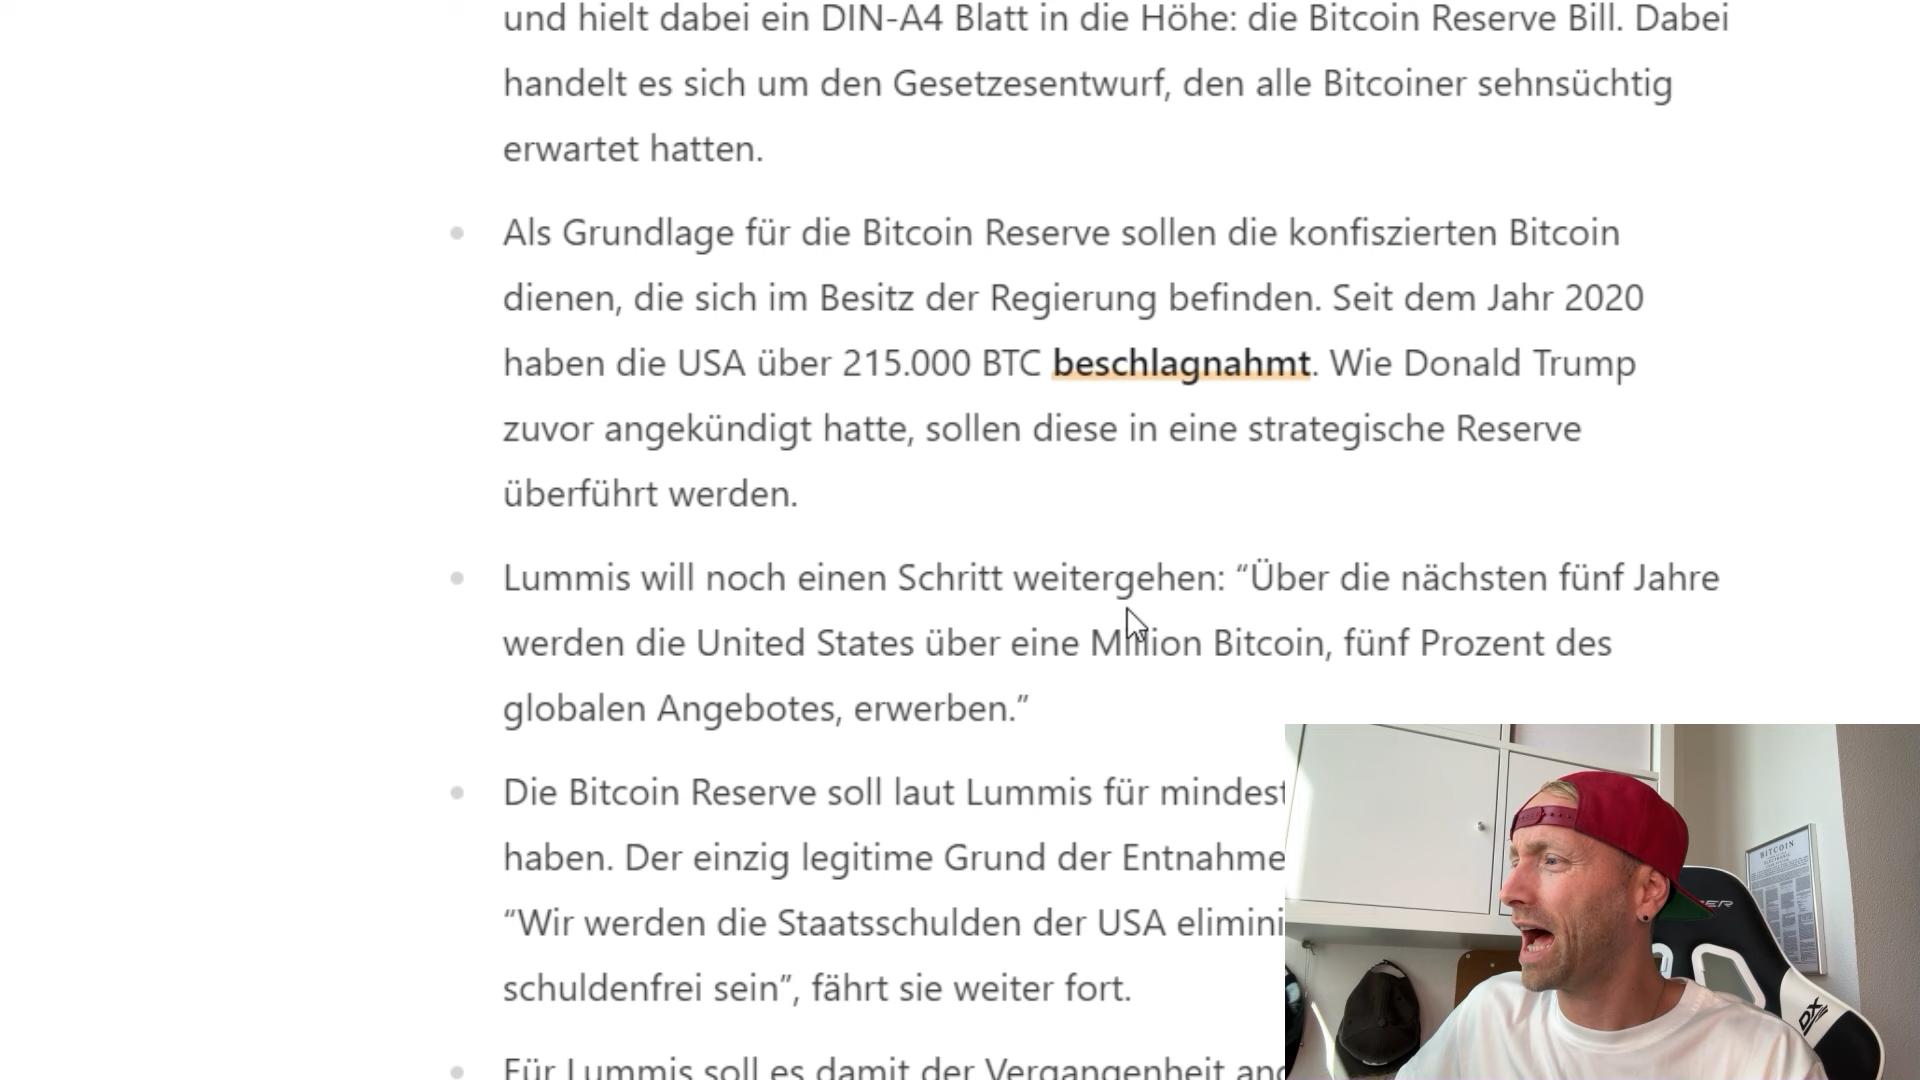 und hielt dabei ein DIN-A4 Blatt in die Höhe: die Bitcoin Reserve Bill. Dabei
handelt es sich um den Gesetzesentwurf, den alle Bitcoiner sehnsüchtig
erwartet hatten.
Als Grundlage für die Bitcoin Reserve sollen die konfiszierten Bitcoin
dienen, die sich im Besitz der Regierung befinden. Seit dem Jahr 2020
haben die USA über 215.000 BTC beschlagnahmt. Wie Donald Trump
zuvor angekündigt hatte, sollen diese in eine strategische Reserve
überführt werden.
Lummis will noch einen Schritt weitergehen: “Über die nächsten fünf Jahre
werden die United States über eine Million Bitcoin, fünf Prozent des
globalen Angebotes, erwerben.”
Die Bitcoin Reserve soll laut Lummis für mindest
haben. Der einzig legitime Grund der Entnahme
“Wir werden die Staatsschulden der USA elimini
schuldenfrei sein”, fährt sie weiter fort.
Für Lummis soll es damit der Vergangenheit ang
BITCOIN
DX